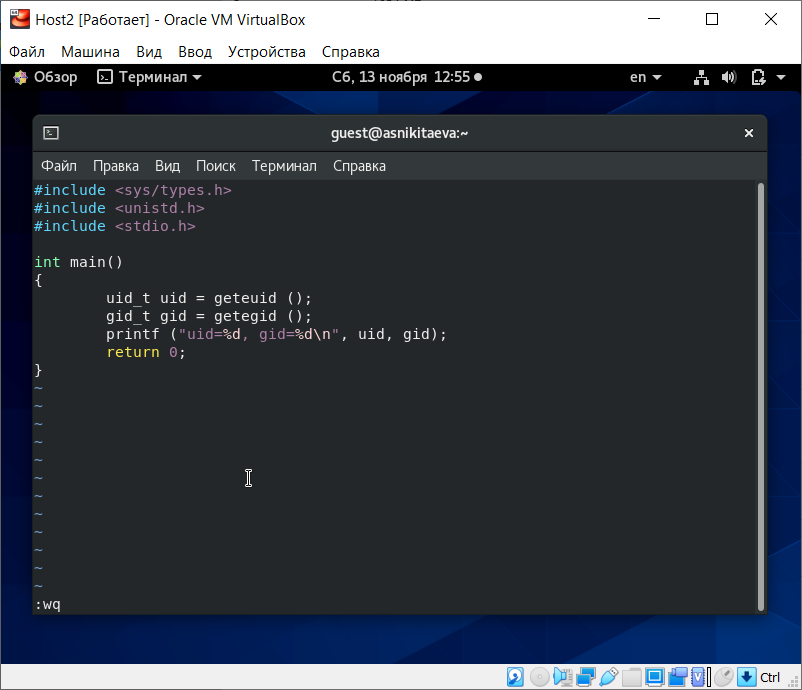 Host2 [Работает] - Oracle VM VirtualBox
Файл Машина Вид Ввод Устройства Справка
Обзор Терминал Сб, 13 ноября 12:55 en
guest@asnikitaeva:~
Файл Правка Вид Поиск Терминал Справка
#include <sys/types.h>
#include <unistd.h>
#include <stdio.h>
int main()
{
uid_t uid = geteuid ();
gid_t gid = getegid ();
printf ("uid=%d, gid=%d\n", uid, gid);
return 0;
}
~
~
~
~
~
~
~
~
~
~
~
~
:wq
Ctrl